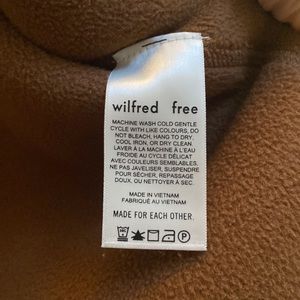 wilfred free
MACHINE WASH COLD GENTLE
CYCLE WITH LIKE COLOURS, DO
NOT BLEACH, HANG TO DRY,
COOL IRON, OR DRY CLEAN.
LAVER À LA MACHINE À L'EAU
FROIDE AU CYCLE DÉLICAT
AVEC COULEURS SEMBLABLES,
NE PAS JAVELISER, SUSPENDRE
POUR SÉCHER, REPASSAGE
DOUX, OU NETTOYER À SEC.
MADE IN VIETNAM
FABRIQUÉ AU VIETNAM
MADE FOR EACH OTHER.
P